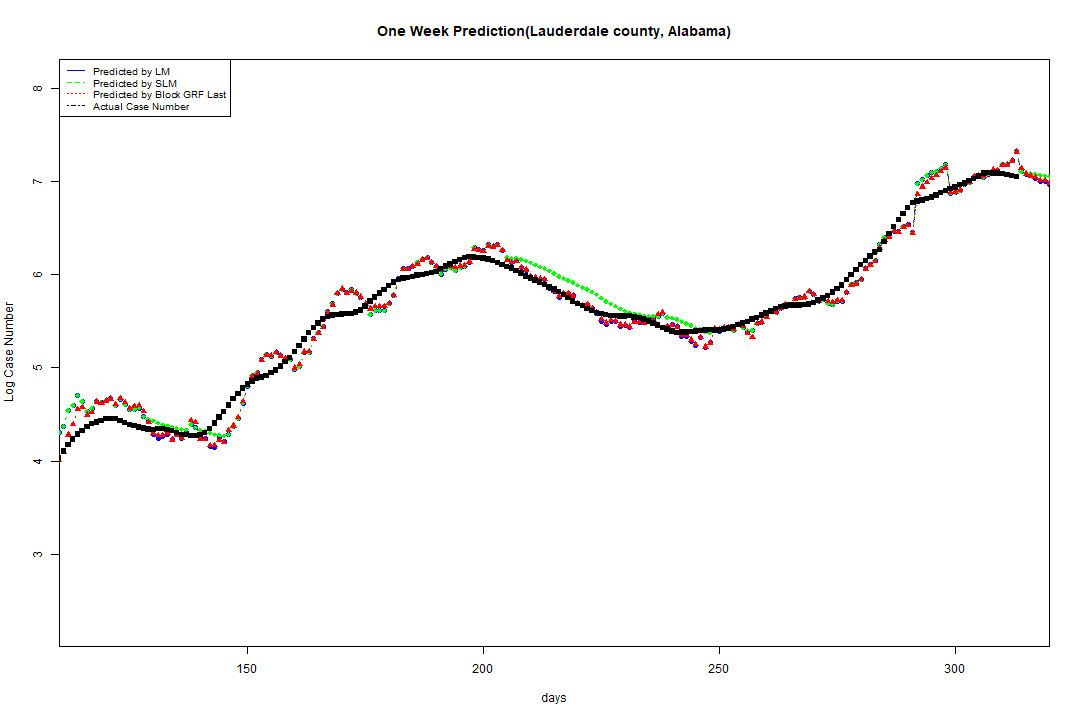 One Week Prediction(Lauderdale county, Alabama)
Predicted by LM
Predicted by SLM
Predicted by Block GRF Last
Actual Case Number
8
7
6
5
4
3
Log Case Number
150 200 250 300
days